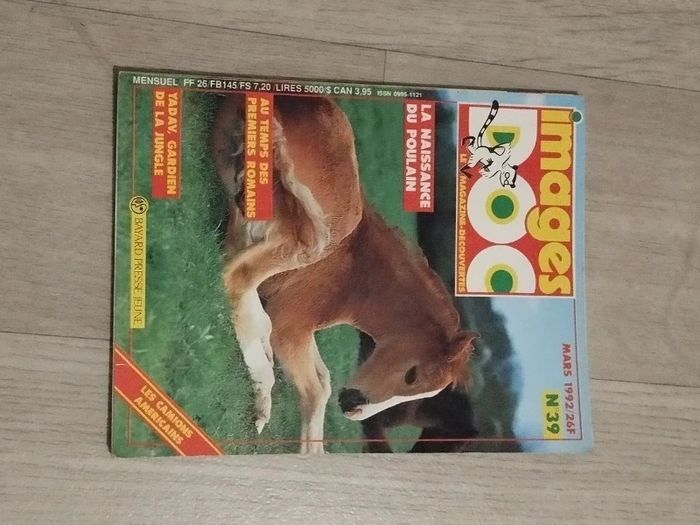 images
DOC
LE MAGAZINE-DECOUVERTES
MARS 1992/26F
N°39
LA NAISSANCE
DU POULAIN
AU TEMPS DES
PREMIERS ROMAINS
YADAV, GARDIEN
DE LA JUNGLE
BAYARD PRESSE JEUNE
LES CAMIONS
AMERICAINS
MENSUEL FF 26/FB145/FS 7,20/LIRES 5000/$ CAN 3.95 ISSN 0995-1121